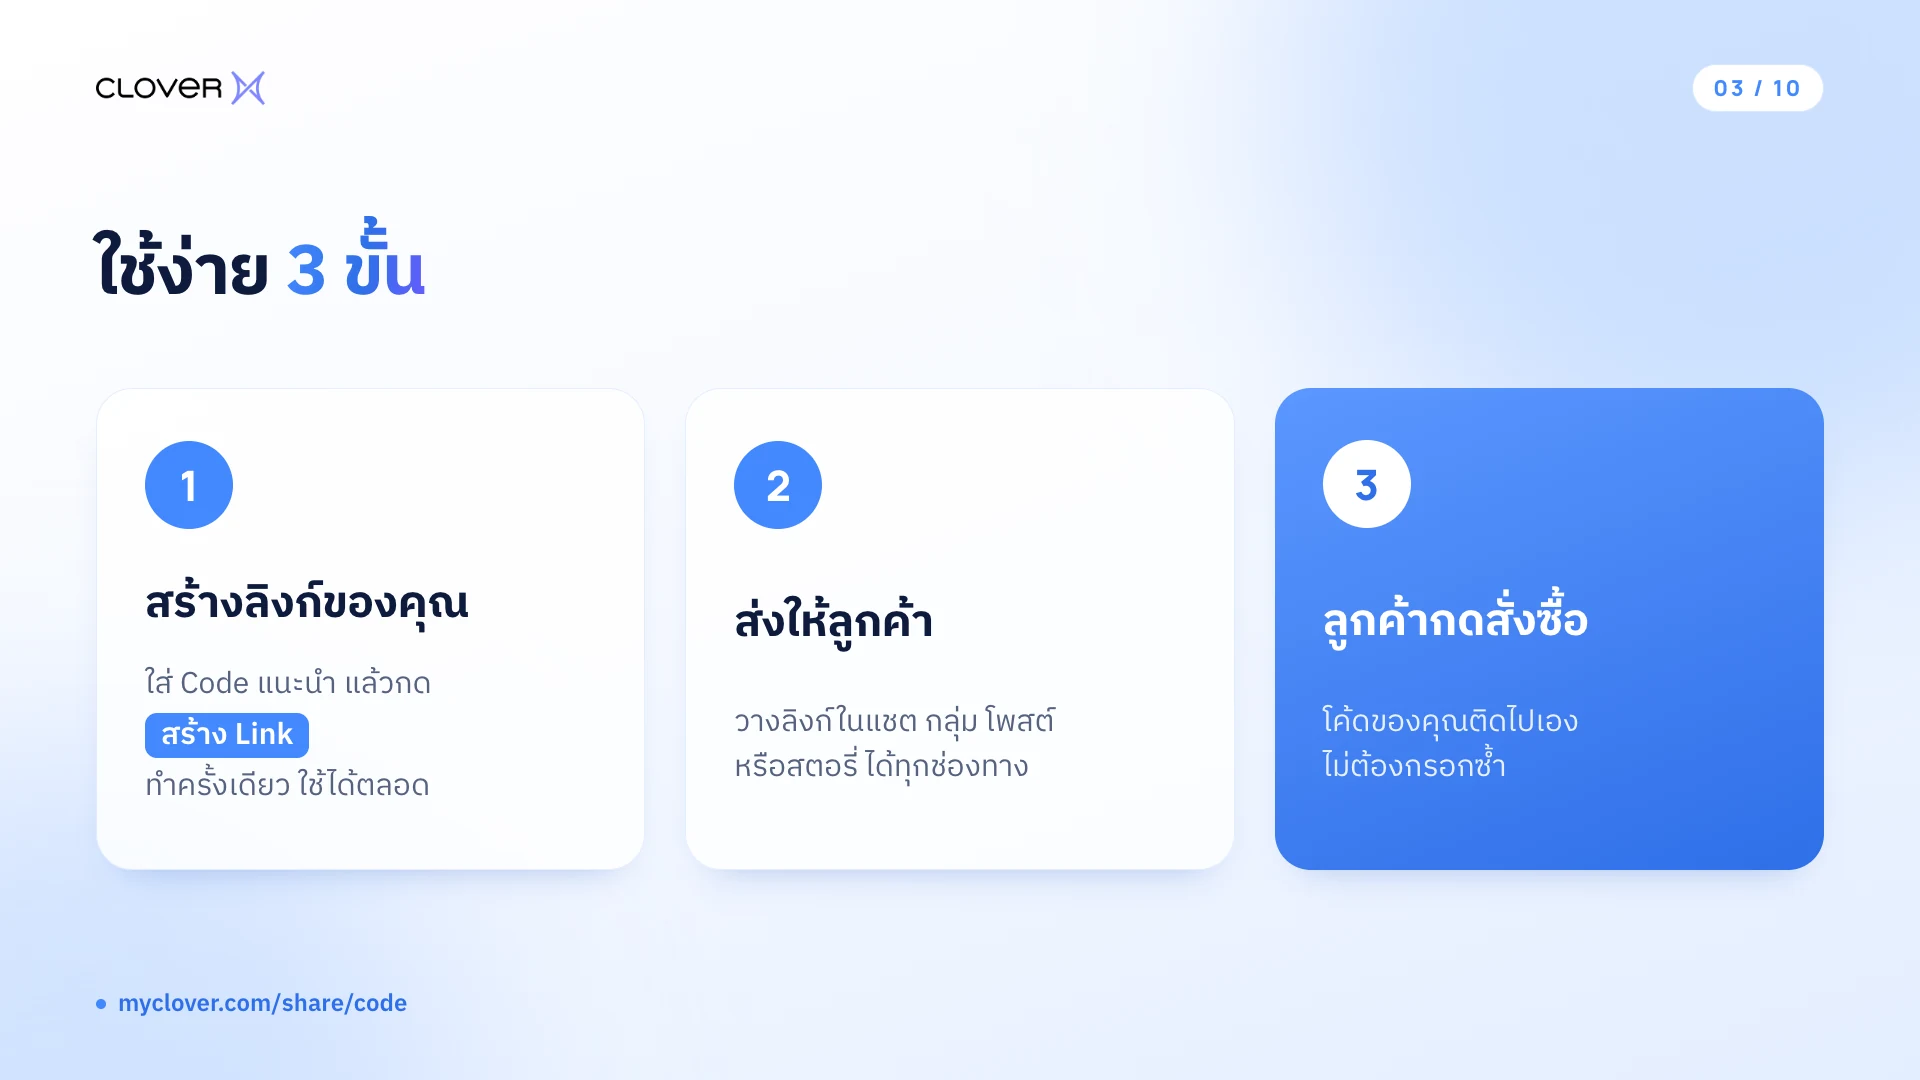 CLOVER X
03 / 10
ใช้ง่าย 3 ขั้น
1
สร้างลิงก์ของคุณ
ใส่ Code แนะนำ แล้วกด
สร้าง Link
ทำครั้งเดียว ใช้ได้ตลอด
2
ส่งให้ลูกค้า
วางลิงก์ในแชต กลุ่ม โพสต์
หรือสตอรี่ ได้ทุกช่องทาง
3
ลูกค้ากดสั่งซื้อ
โค้ดของคุณติดไปเอง
ไม่ต้องกรอกซ้ำ
myclover.com/share/code